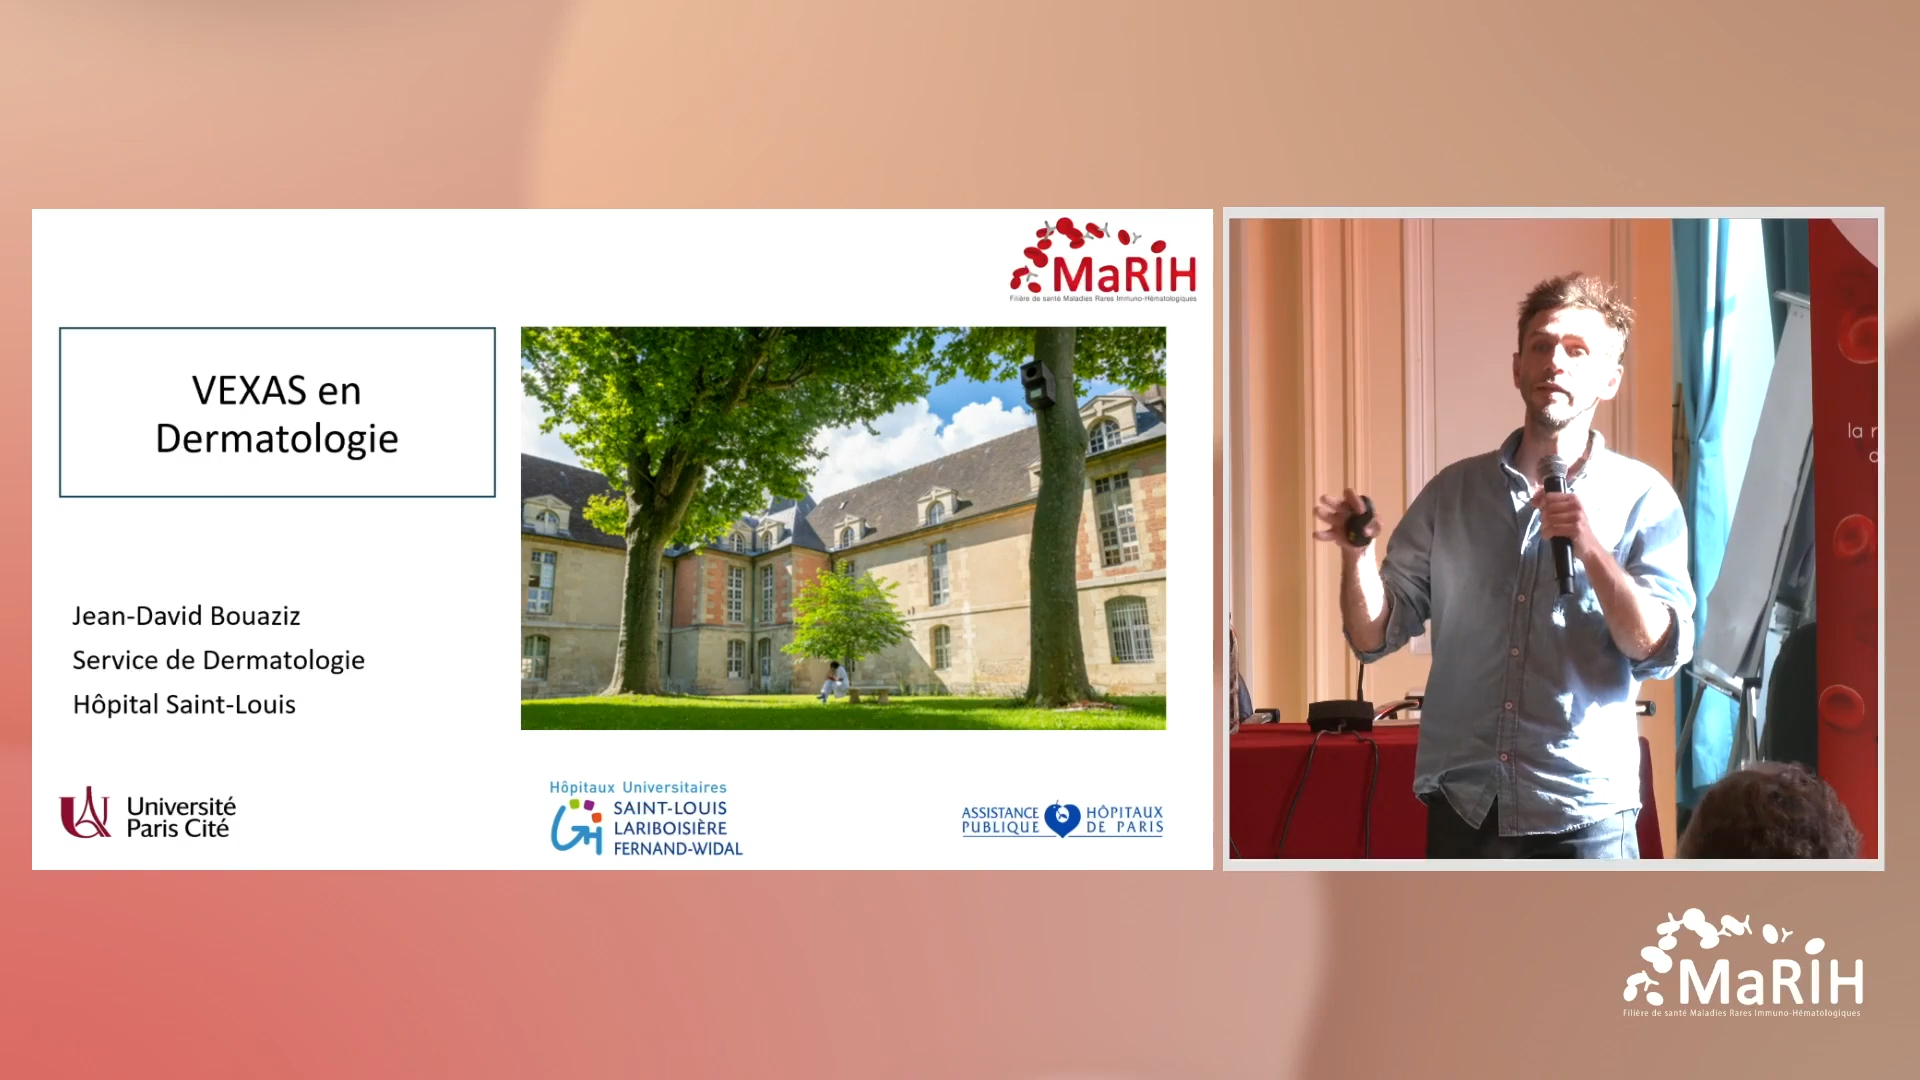 MaRIH
Filière de santé Maladies Rares Immuno-Hématologiques
VEXAS en
Dermatologie
Jean-David Bouaziz
Service de Dermatologie
Hôpital Saint-Louis
Université
Paris Cité
Hôpitaux Universitaires
SAINT-LOUIS
LARIBOISIÈRE
FERNAND-WIDAL
ASSISTANCE
PUBLIQUE
HÔPITAUX
DE PARIS
la r
MaRIH
Filière de santé Maladies Rares Immuno-Hématologiques